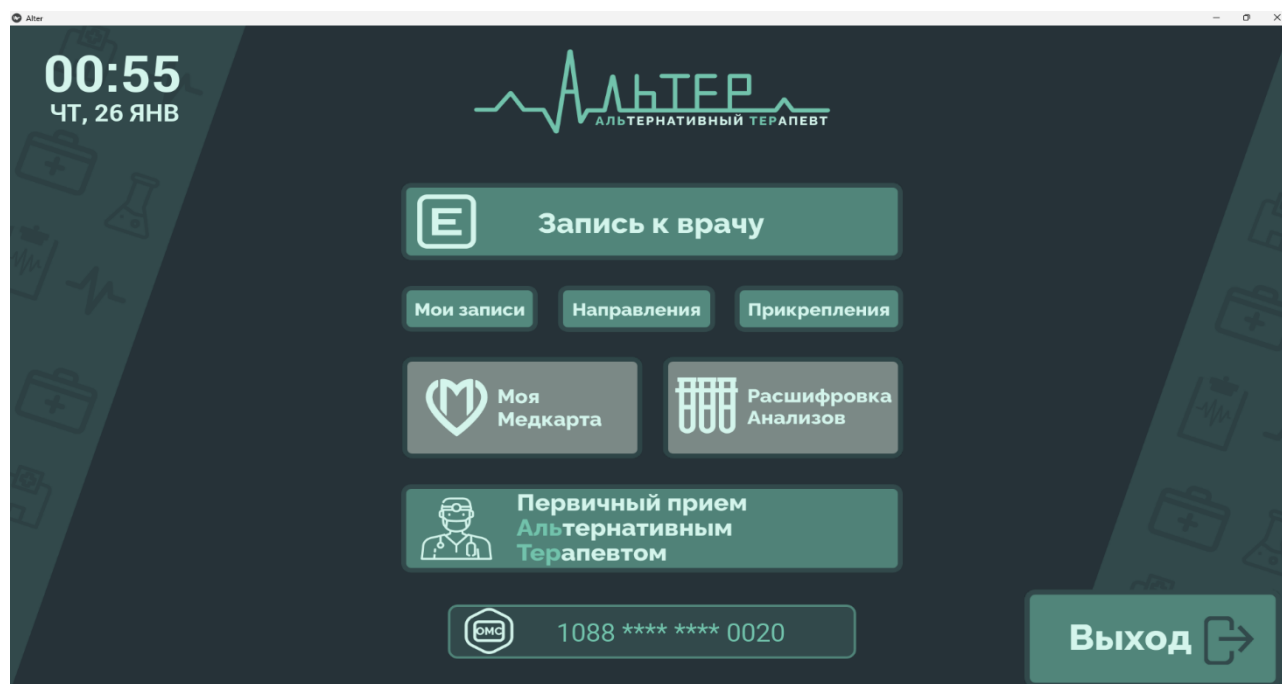 Alter
00:55
ЧТ, 26 ЯНВ
АльТЕР
АЛЬТЕРНАТИВНЫЙ ТЕРАПЕВТ
E
Запись к врачу
Мои записи
Направления
Прикрепления
М
Моя
Медкарта
Расшифровка
Анализов
Первичный прием
Альтернативным
Терапевтом
ОМС
1088 **** **** 0020
Выход